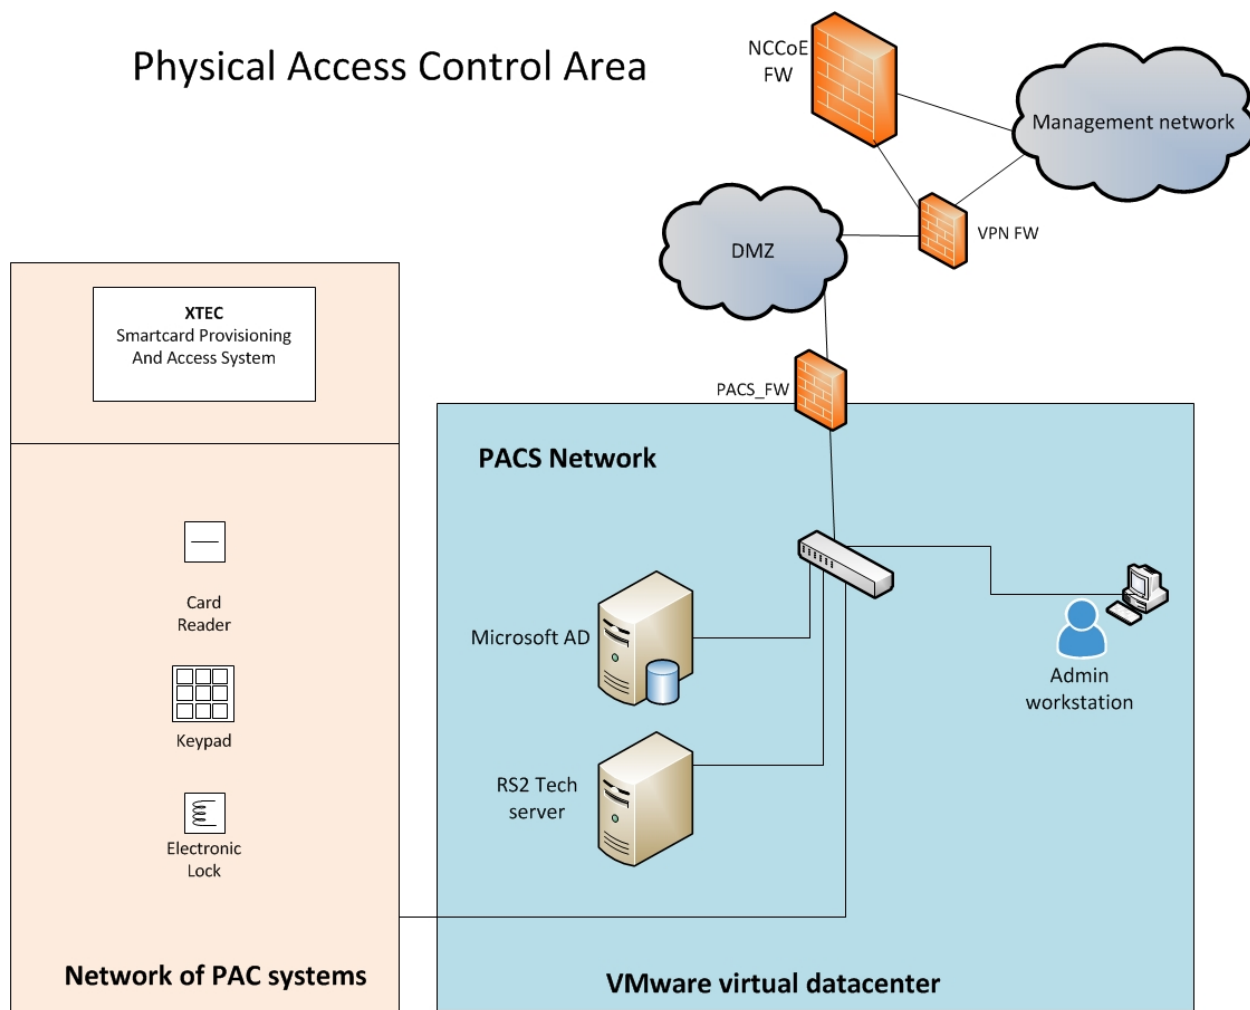 Physical Access Control Area
NCCoE
FW
Management network
VPN FW
DMZ
XTEC
Smartcard Provisioning
And Access System
PACS_FW
PACS Network
Card
Reader
Microsoft AD
Admin
workstation
Keypad
RS2 Tech
server
Electronic
Lock
Network of PAC systems
VMware virtual datacenter